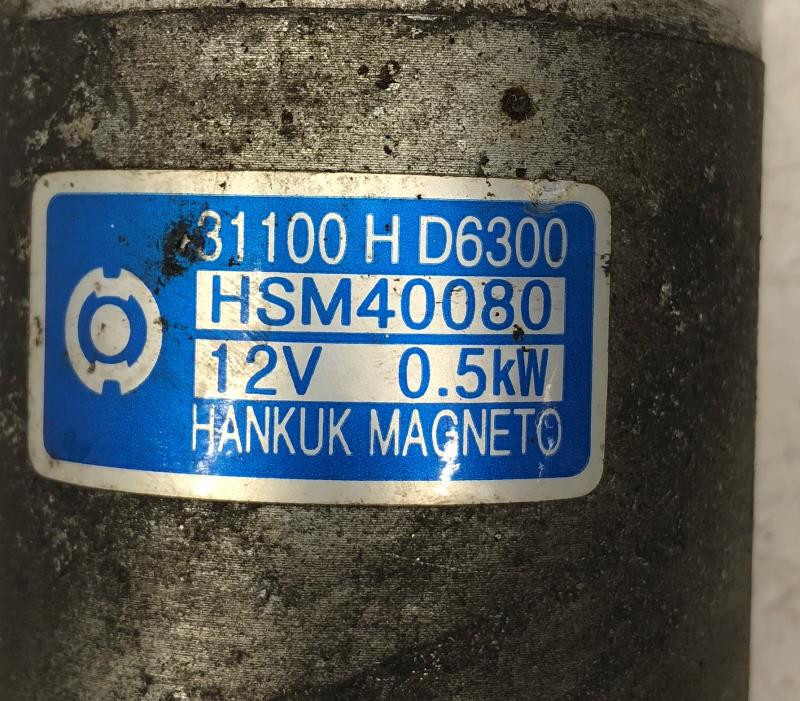 31100 H D6300
HSM40080
12V 0.5kW
HANKUK MAGNETO